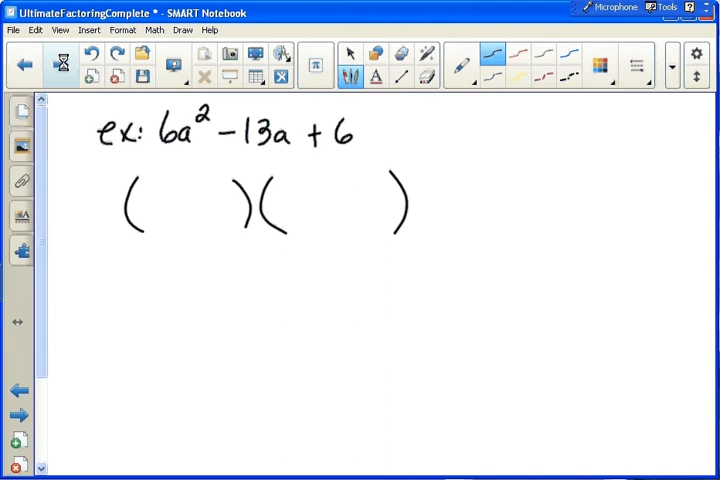 UltimateFactoringComplete * - SMART Notebook
Microphone Tools
File Edit View Insert Format Math Draw Help
π A
ex: 6a² - 13a + 6
( )( )